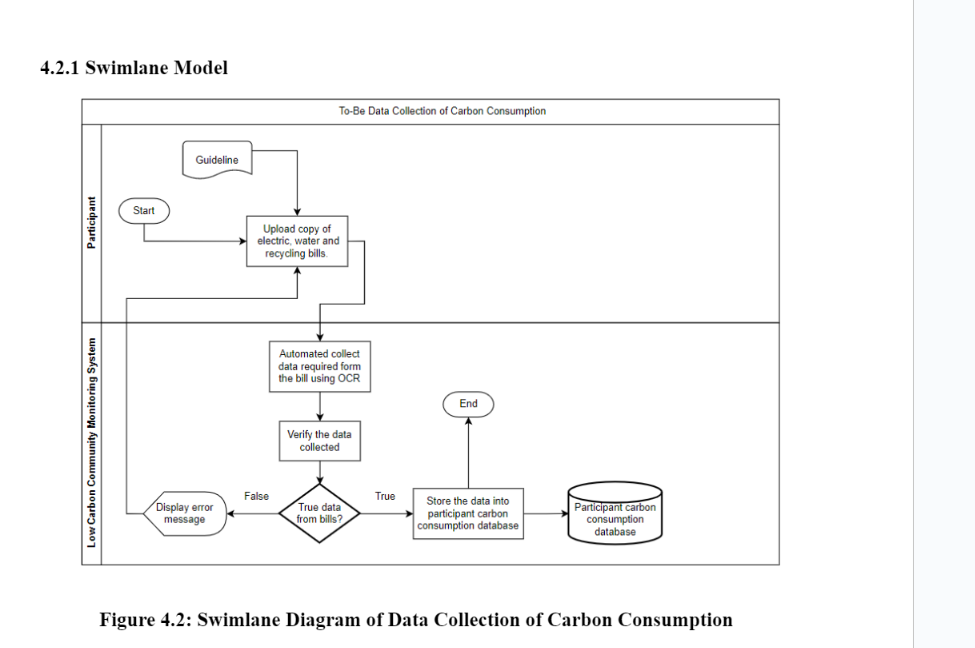 4.2.1 Swimlane Model
To-Be Data Collection of Carbon Consumption
Participant
Guideline
Start
Upload copy of
electric, water and
recycling bills.
Low Carbon Community Monitoring System
Automated collect
data required form
the bill using OCR
End
Verify the data
collected
False
True
Display error
message
True data
from bills?
Store the data into
participant carbon
consumption database
Participant carbon
consumption
database
Figure 4.2: Swimlane Diagram of Data Collection of Carbon Consumption